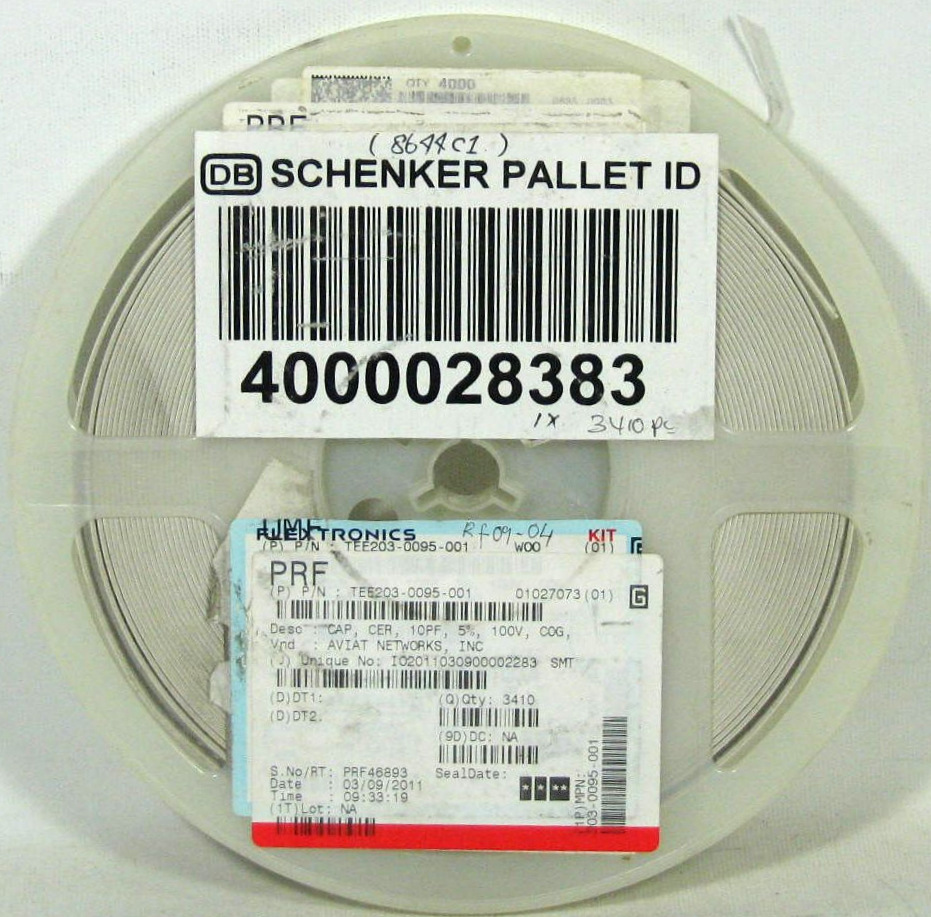 QTY 4000
PRF
(8644C1.)
DB SCHENKER PALLET ID
4000028383
1X 3410 pc
FLEXTRONICS Rf09-04 KIT
(P) P/N : TEE203-0095-001 W00 (01)
PRF
(P) P/N : TEE203-0095-001 01027073(01) G
Desc : CAP, CER, 10PF, 5%, 100V, COG,
Vnd : AVIAT NETWORKS, INC
(J) Unique No: IO2011030900002283 SMT
(D)DT1: (Q)Qty: 3410
(D)DT2.
(9D)DC: NA
S.No/RT: PRF46893 SealDate:
Date : 03/09/2011
Time : 09:33:19
(1T)Lot: NA
* * **
(1P)MPN:
03-0095-001